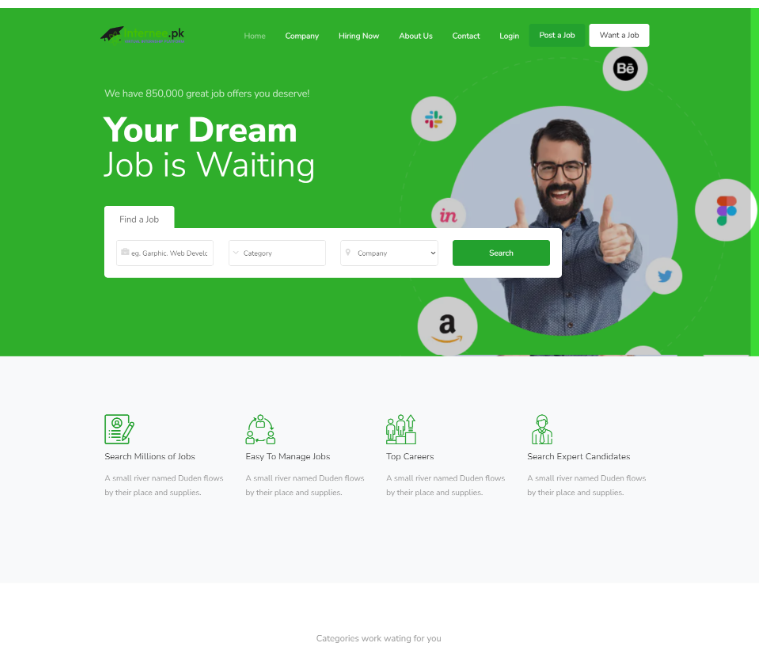 Internee.pk
Home Company Hiring Now About Us Contact Login Post a Job Want a Job
We have 850,000 great job offers you deserve!
Your Dream
Job is Waiting
Find a Job
eg. Garphic. Web Develo
Category
Company
Search
Bē
in
a
Search Millions of Jobs
A small river named Duden flows
by their place and supplies.
Easy To Manage Jobs
A small river named Duden flows
by their place and supplies.
Top Careers
A small river named Duden flows
by their place and supplies.
Search Expert Candidates
A small river named Duden flows
by their place and supplies.
Categories work wating for you